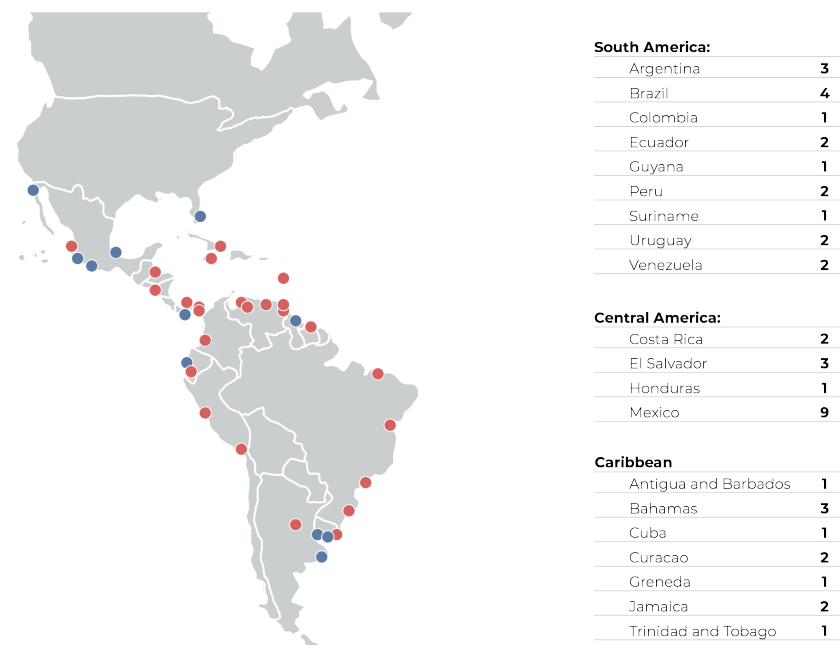 South America:
Argentina 3
Brazil 4
Colombia 1
Ecuador 2
Guyana 1
Peru 2
Suriname 1
Uruguay 2
Venezuela 2
Central America:
Costa Rica 2
El Salvador 3
Honduras 1
Mexico 9
Caribbean
Antigua and Barbados 1
Bahamas 3
Cuba 1
Curacao 2
Greneda 1
Jamaica 2
Trinidad and Tobago 1